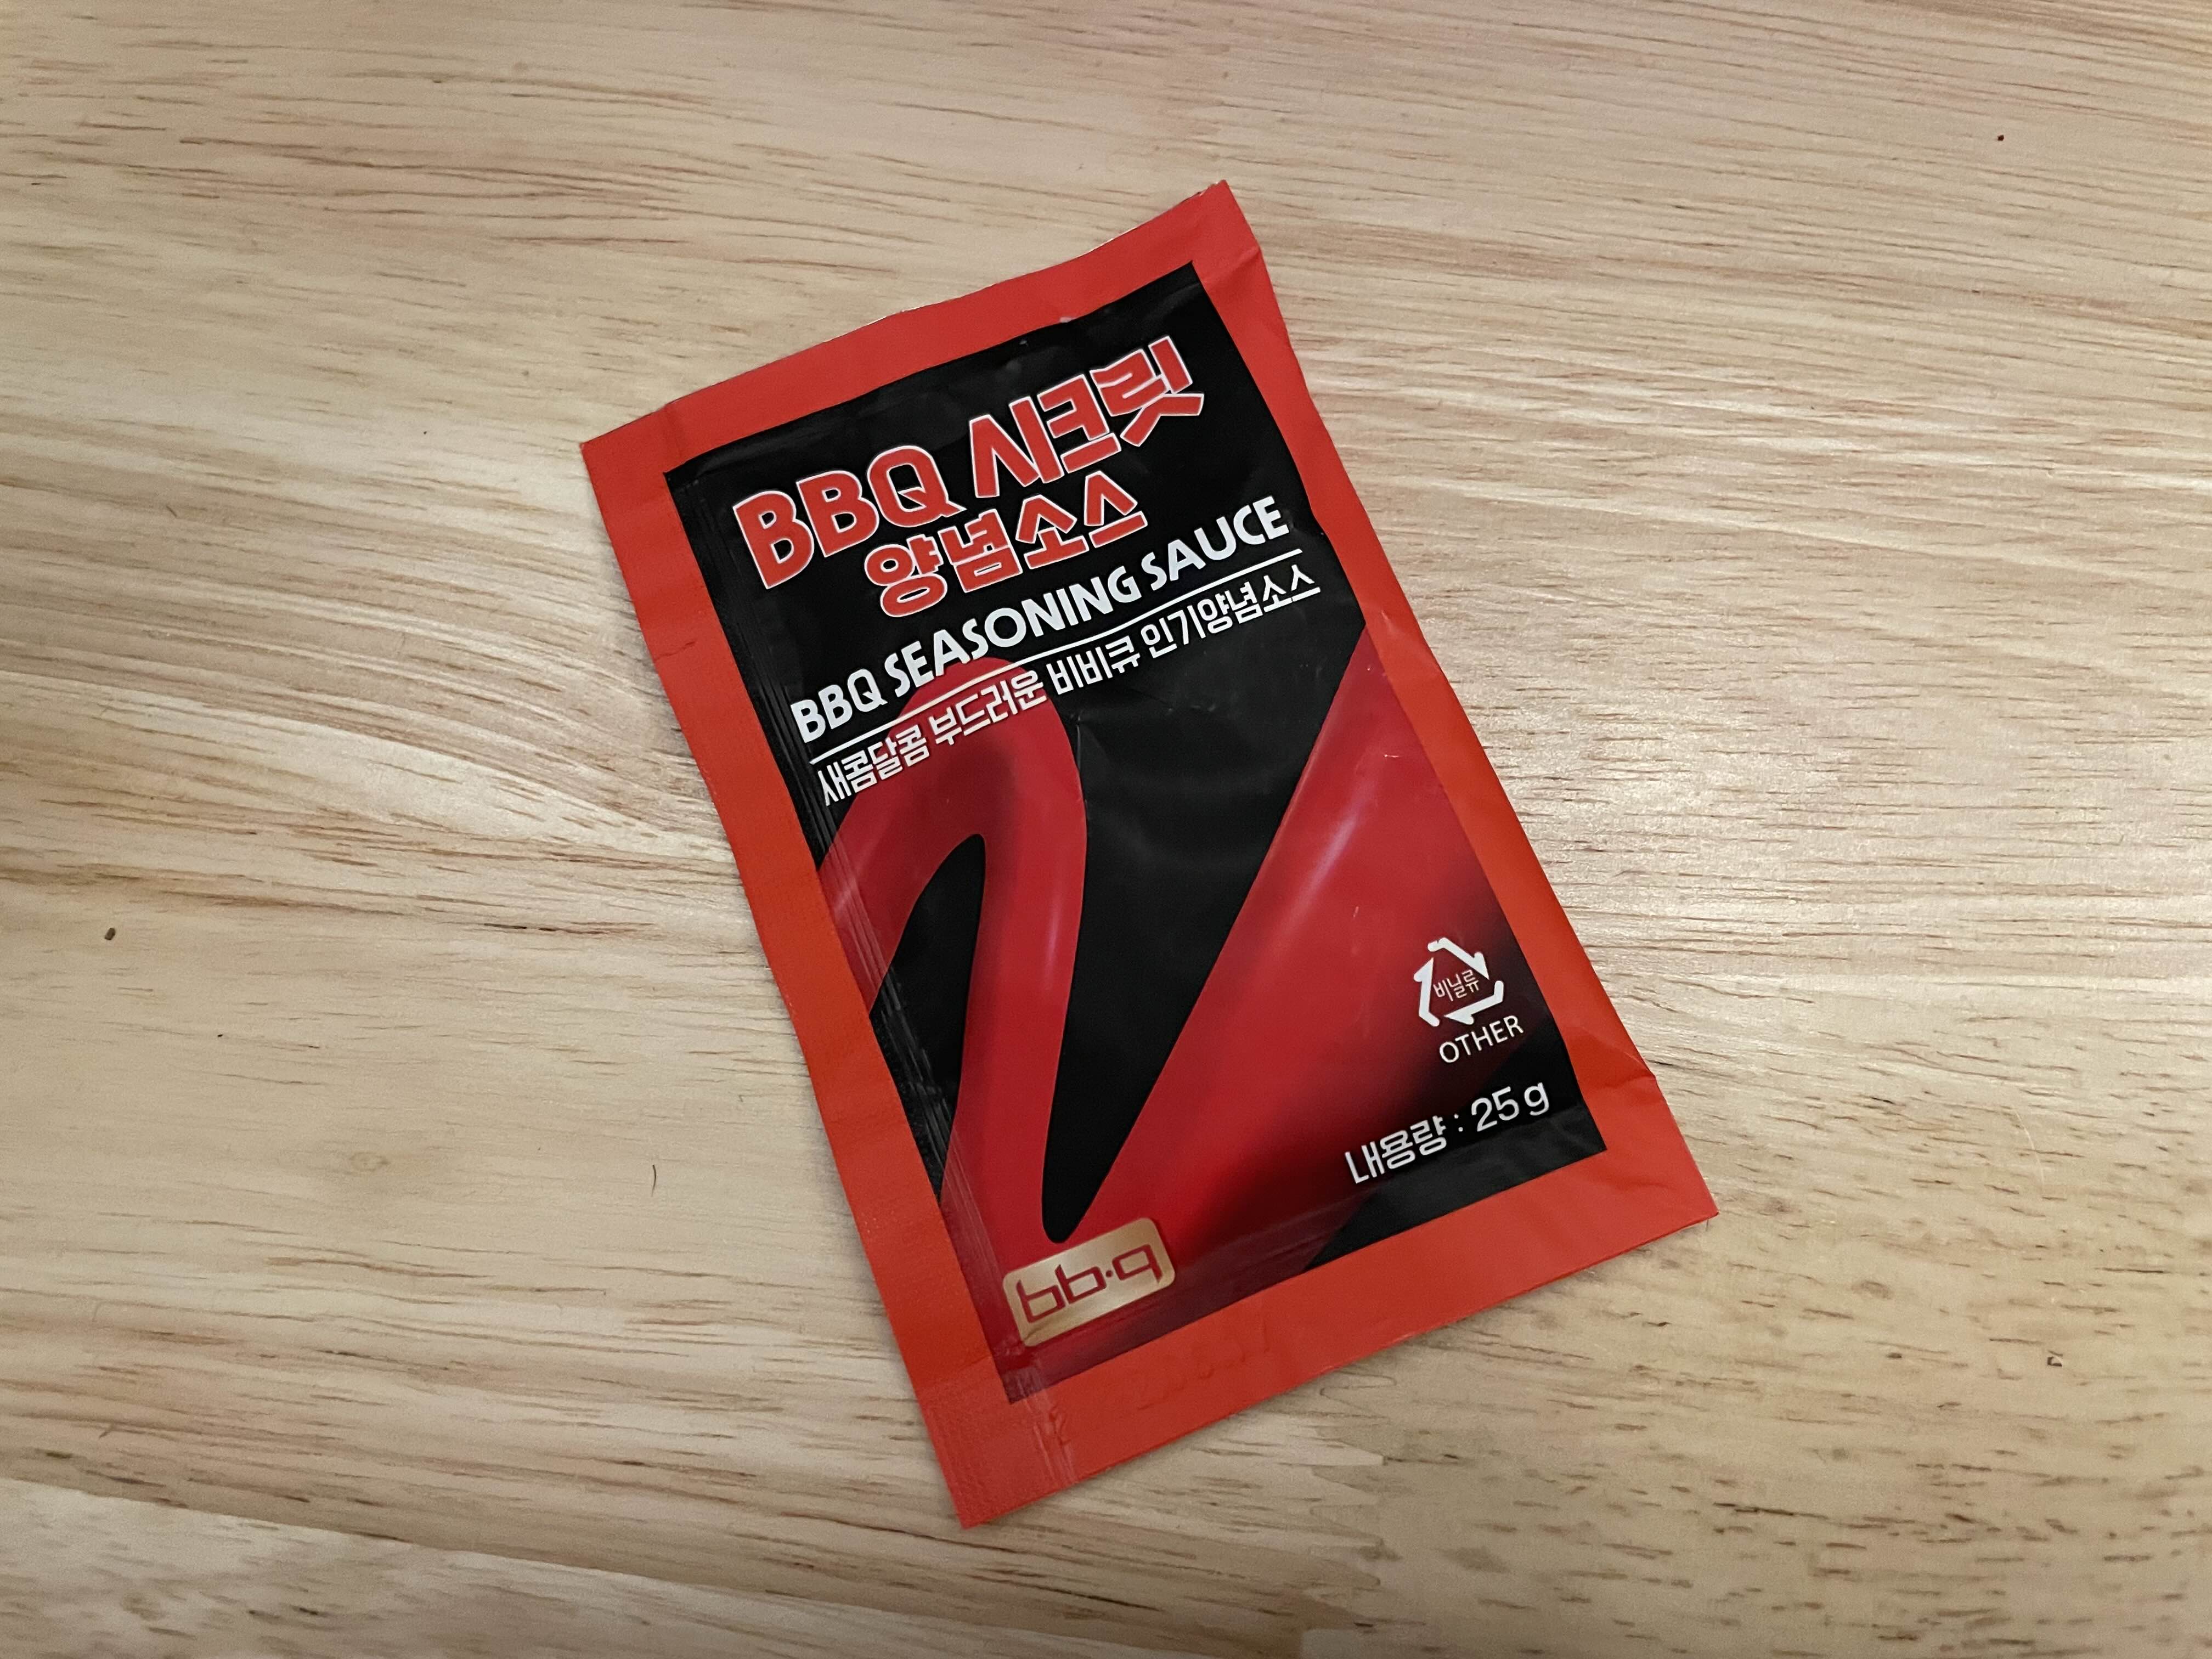 BBQ 시크릿
양념소스
BBQ SEASONING SAUCE
새콤달콤 부드러운 비비큐 인기양념소스
비닐류
OTHER
내용량 : 25 g
bb.q